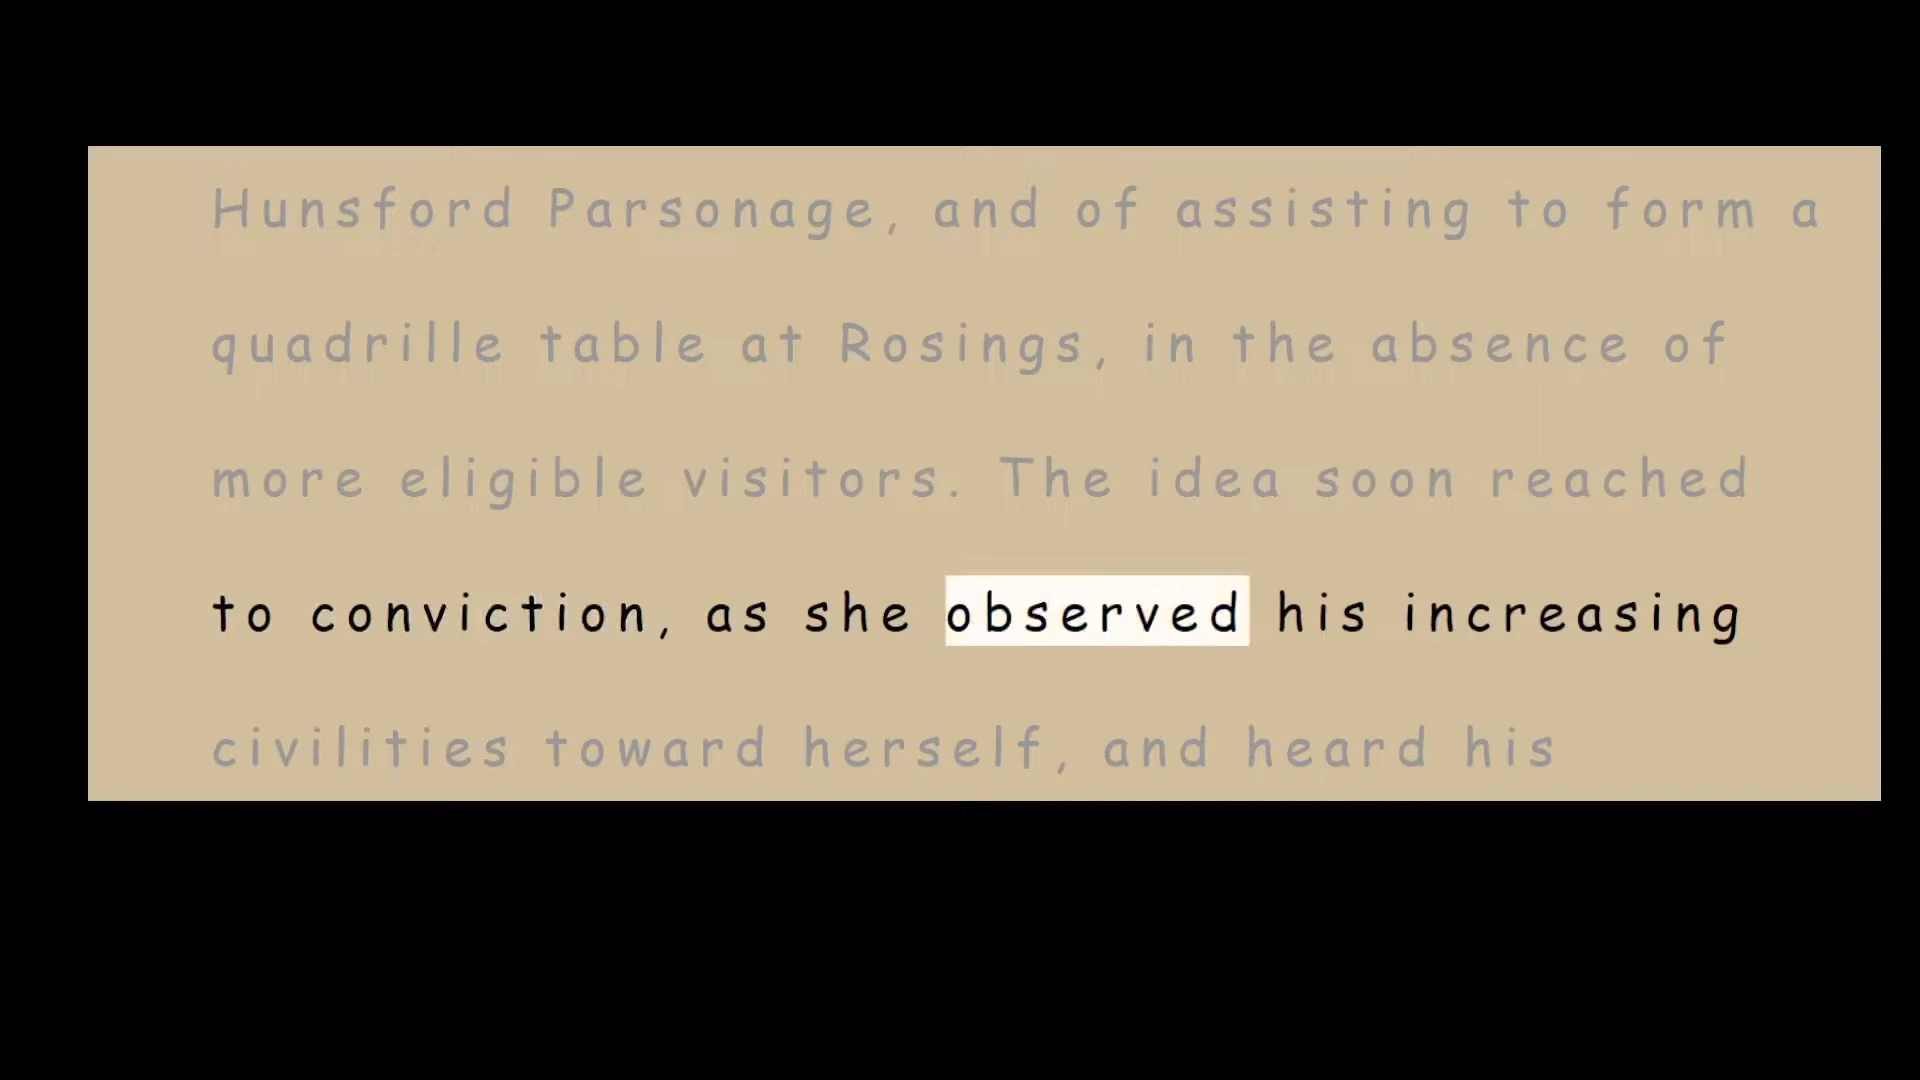 Hunsford Parsonage, and of assisting to form a
quadrille table at Rosings, in the absence of
more eligible visitors. The idea soon reached
to conviction, as she observed his increasing
civilities toward herself, and heard his